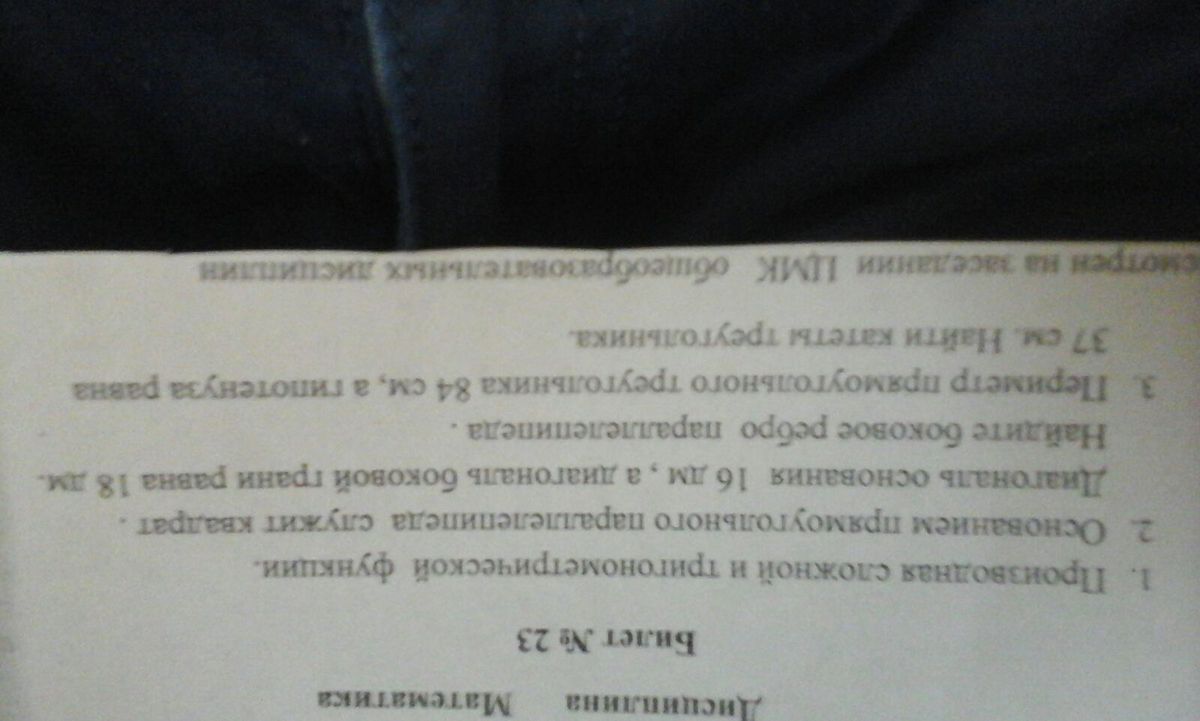 Дисциплина Математика
Билет № 23
1. Производная сложной и тригонометрической функции.
2. Основанием прямоугольного параллелепипеда служит квадрат .
Диагональ основания 16 дм , а диагональ боковой грани равна 18 дм.
Найдите боковое ребро параллелепипеда .
3. Периметр прямоугольного треугольника 84 см, а гипотенуза равна
37 см. Найти катеты треугольника.
смотрен на заседании ЦМК общеобразовательных дисциплин